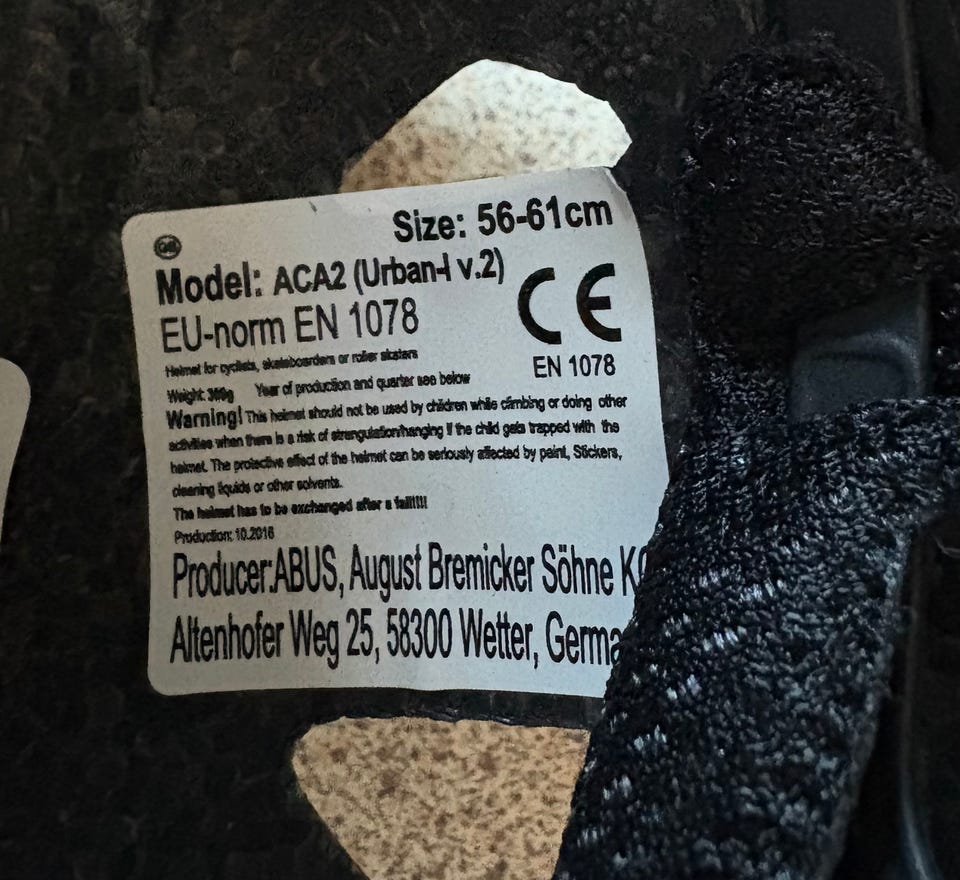 Size: 56-61cm
Model: ACA2 (Urban-I v.2)
EU-norm EN 1078
CE
EN 1078
Helmet for cyclists, skateboarders or roller skaters
Weight: Year of production and quarter see below
Warning! This helmet should not be used by children while climbing or doing other
activities when there is a risk of strangulation/hanging if the child gets trapped with the
helmet. The protective effect of the helmet can be seriously affected by paint, Stickers,
cleaning liquids or other solvents.
The helmet has to be exchanged after a fall!!!!
Production: 10.2016
Producer:ABUS, August Bremicker Söhne KG
Altenhofer Weg 25, 58300 Wetter, Germa